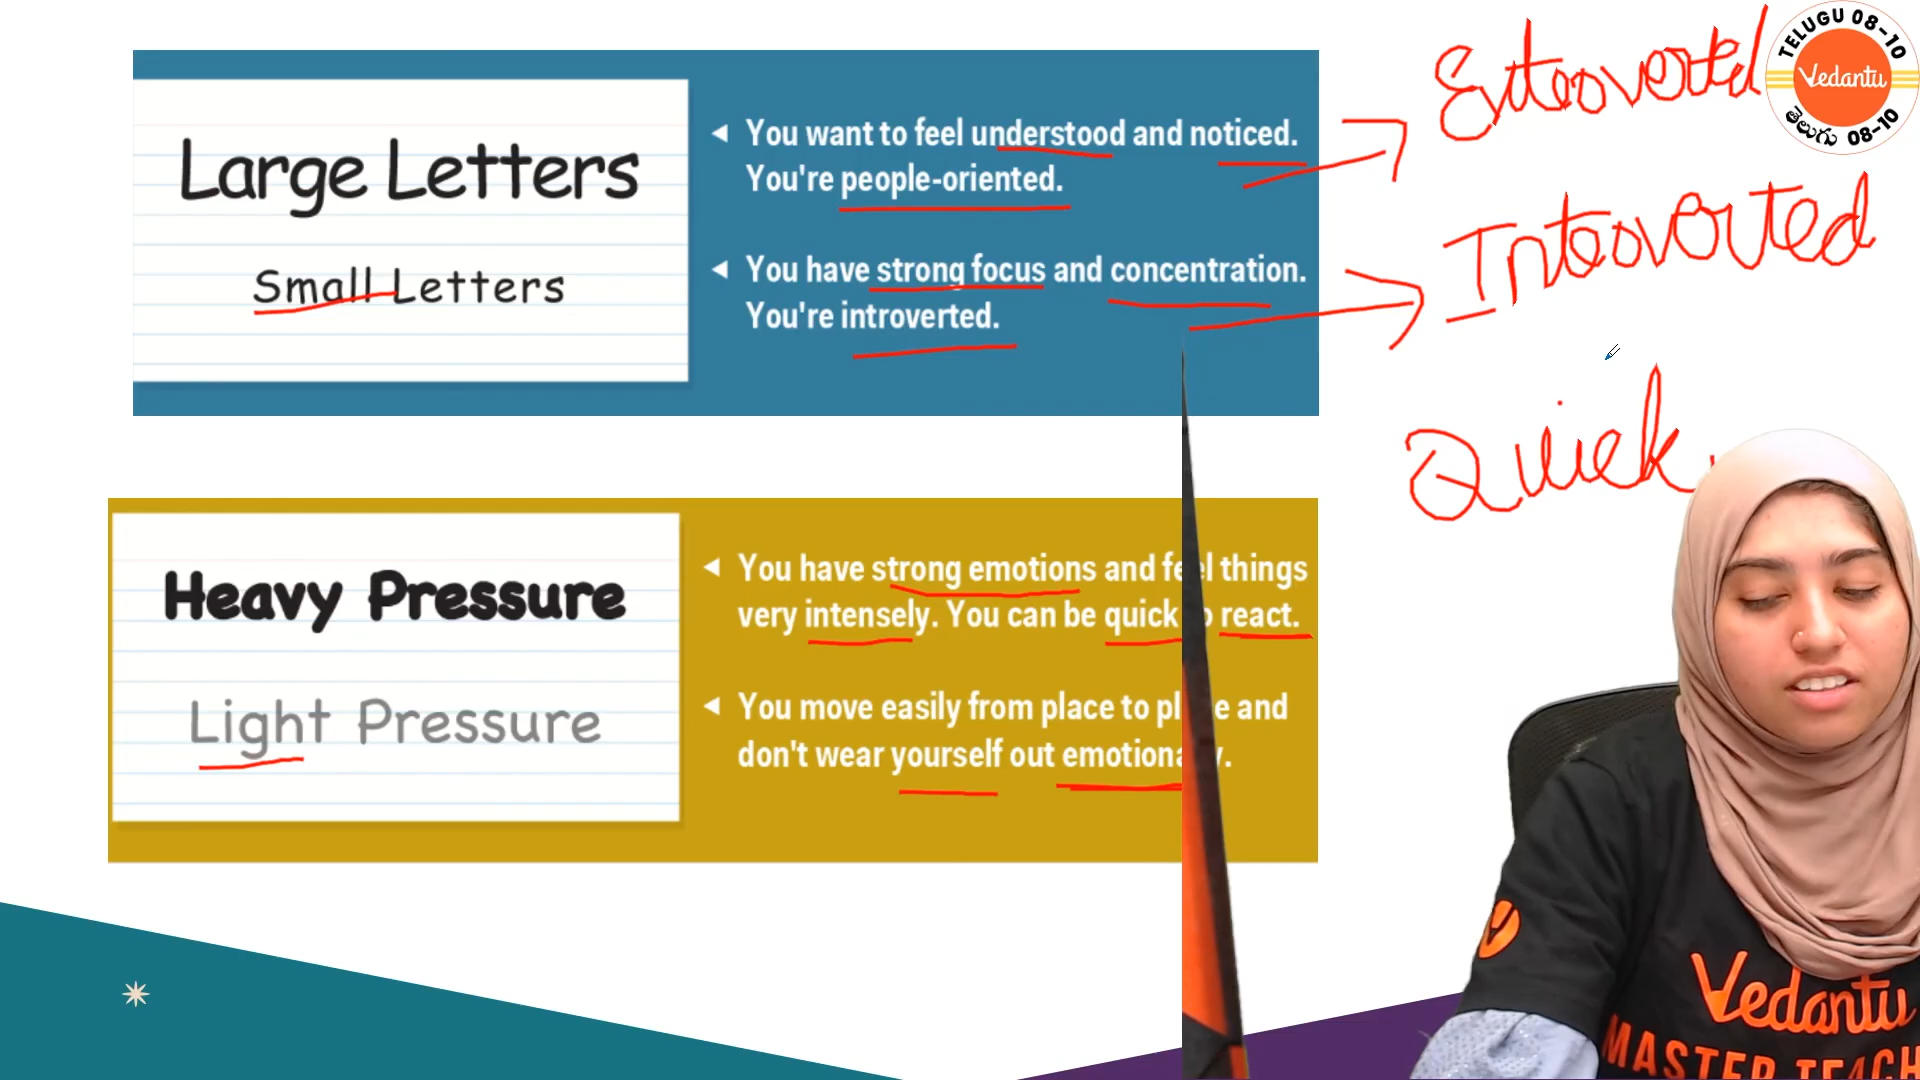 Large Letters
Small Letters
You want to feel understood and noticed.
You're people-oriented.
You have strong focus and concentration.
You're introverted.
Extroverted
Introverted
Quick
TELUGU 08-10
Vedantu
తెలుగు 08-10
Heavy Pressure
Light Pressure
You have strong emotions and feel things
very intensely. You can be quick react.
You move easily from place to and
don't wear yourself out
Vedantu
MASTER